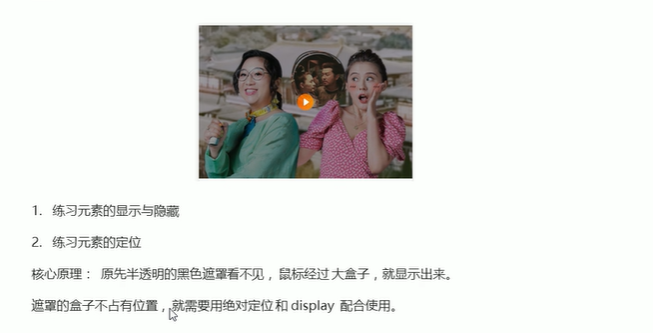 1. 练习元素的显示与隐藏
2. 练习元素的定位
核心原理： 原先半透明的黑色遮罩看不见， 鼠标经过 大盒子，就显示出来。
遮罩的盒子不占有位置，就需要用绝对定位 和 display 配合使用。